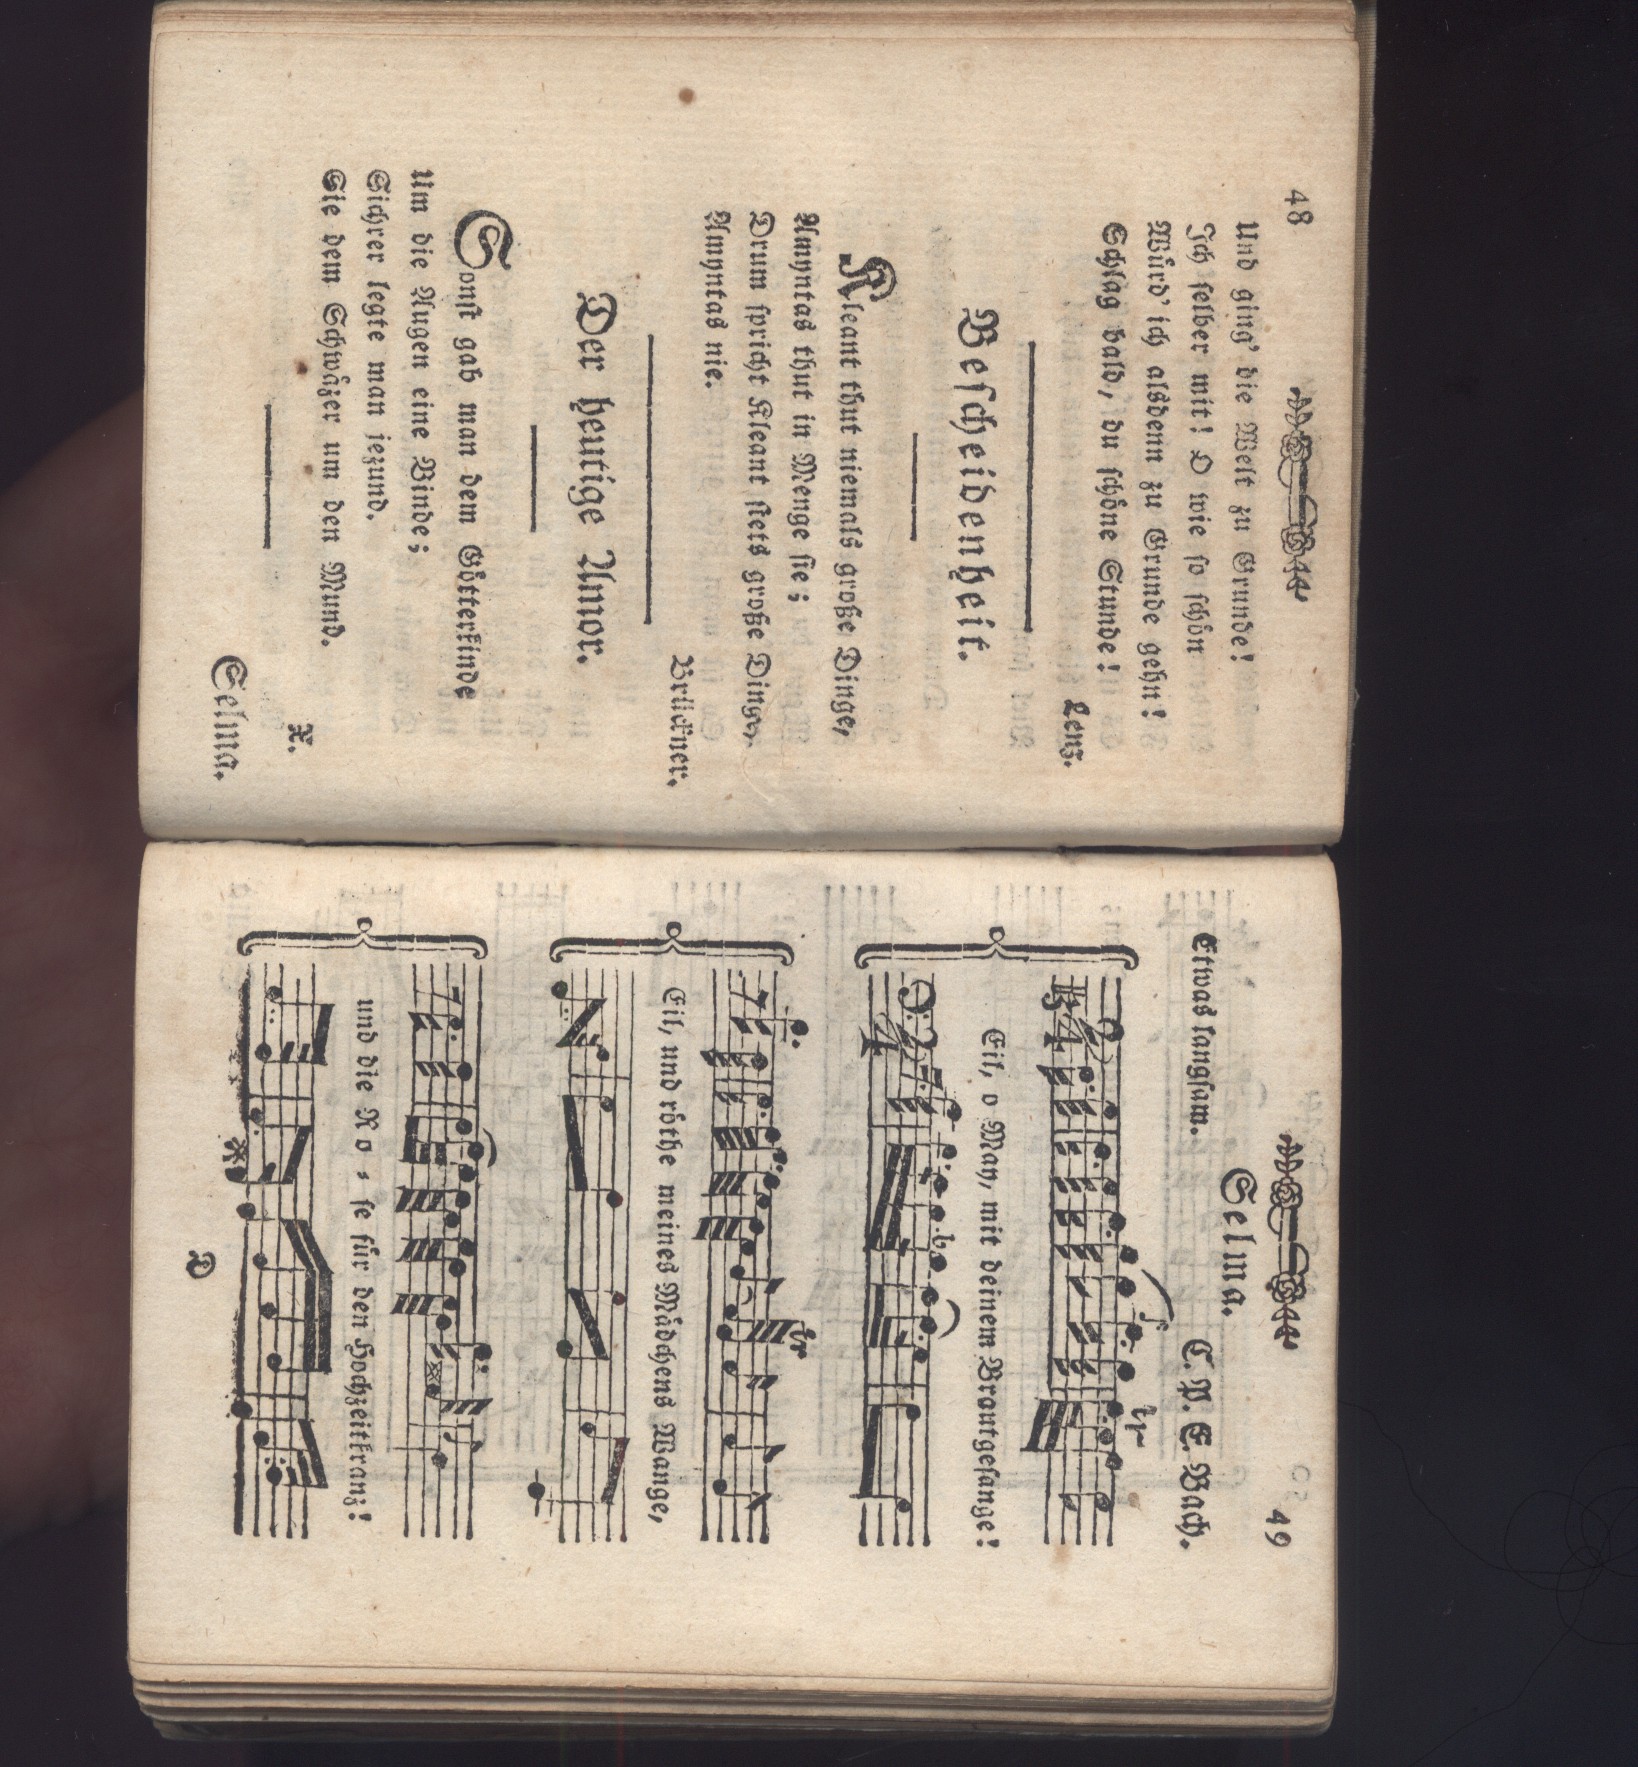 48
Und ging' die Welt zu Grunde!
Ich ſelber mit! O wie ſo ſchön
Würd' ich alsdenn zu Grunde gehn!
Schlag bald, du ſchöne Stunde!
Lenz.
Beſcheidenheit.
Kleant thut niemals große Dinge,
Amyntas thut in Menge ſie;
Drum ſpricht Kleant ſtets große Dinge,
Amyntas nie.
Brückner.
Der heutige Amor.
Sonſt gab man dem Götterkinde
Um die Augen eine Binde;
Sichrer legte man jezund.
Sie dem Schwäzer um den Mund.
X.
Selma.
49
Selma.
Etwas langſam.
C. P. E. Bach.
tr
2/4
Eil, o May, mit deinem Brautgeſange!
2/4
tr
Eil, und röthe meines Mädchens Wange,
und die Ro ⸗ ſe für den Hochzeitkranz!
D